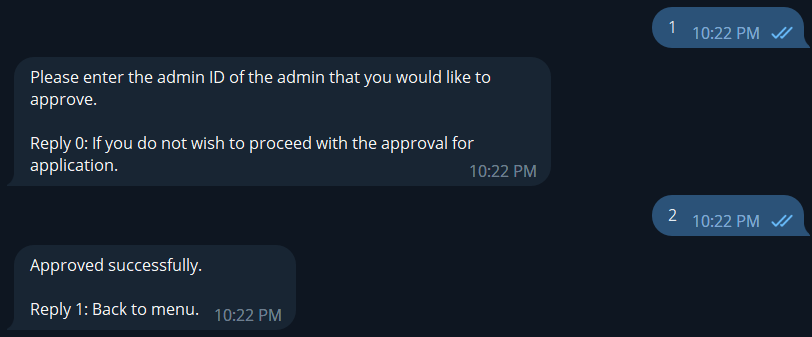 1 10:22 PM
Please enter the admin ID of the admin that you would like to
approve.
Reply 0: If you do not wish to proceed with the approval for
application.
10:22 PM
2 10:22 PM
Approved successfully.
Reply 1: Back to menu. 10:22 PM